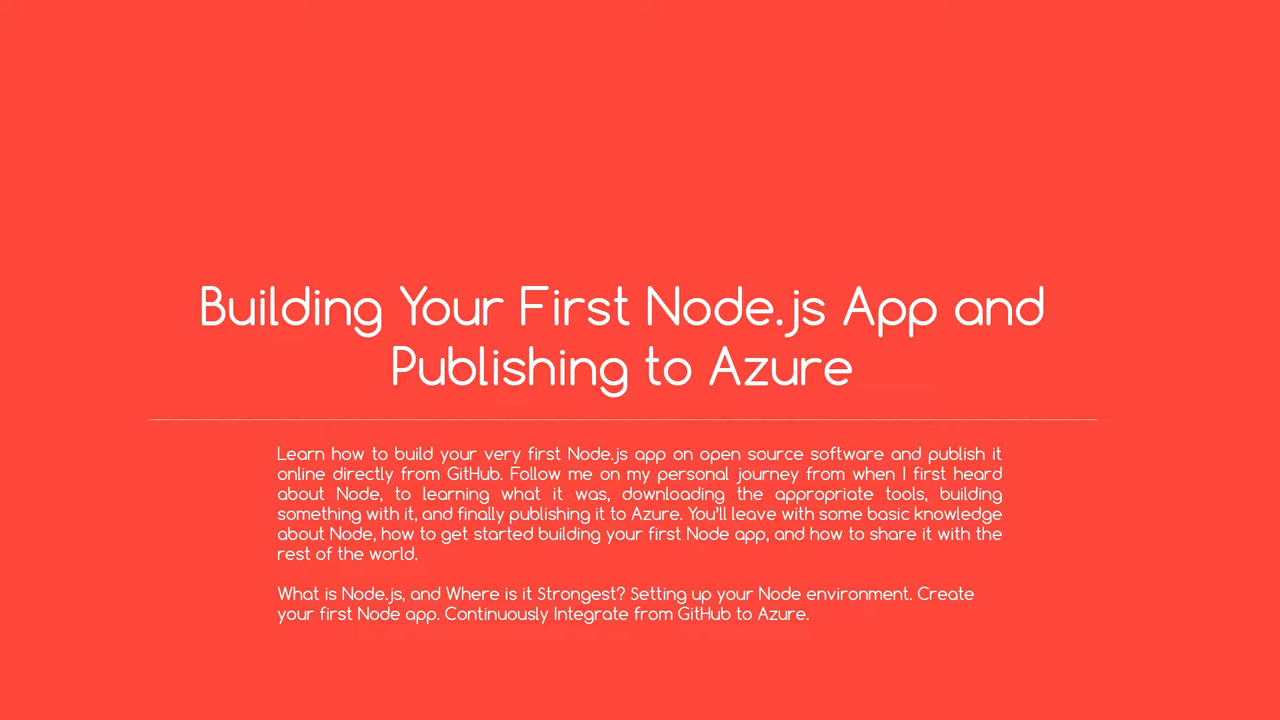 Building Your First Node.js App and
Publishing to Azure
Learn how to build your very first Node.js app on open source software and publish it
online directly from GitHub. Follow me on my personal journey from when I first heard
about Node, to learning what it was, downloading the appropriate tools, building
something with it, and finally publishing it to Azure. You’ll leave with some basic knowledge
about Node, how to get started building your first Node app, and how to share it with the
rest of the world.
What is Node.js, and Where is it Strongest? Setting up your Node environment. Create
your first Node app. Continuously Integrate from GitHub to Azure.